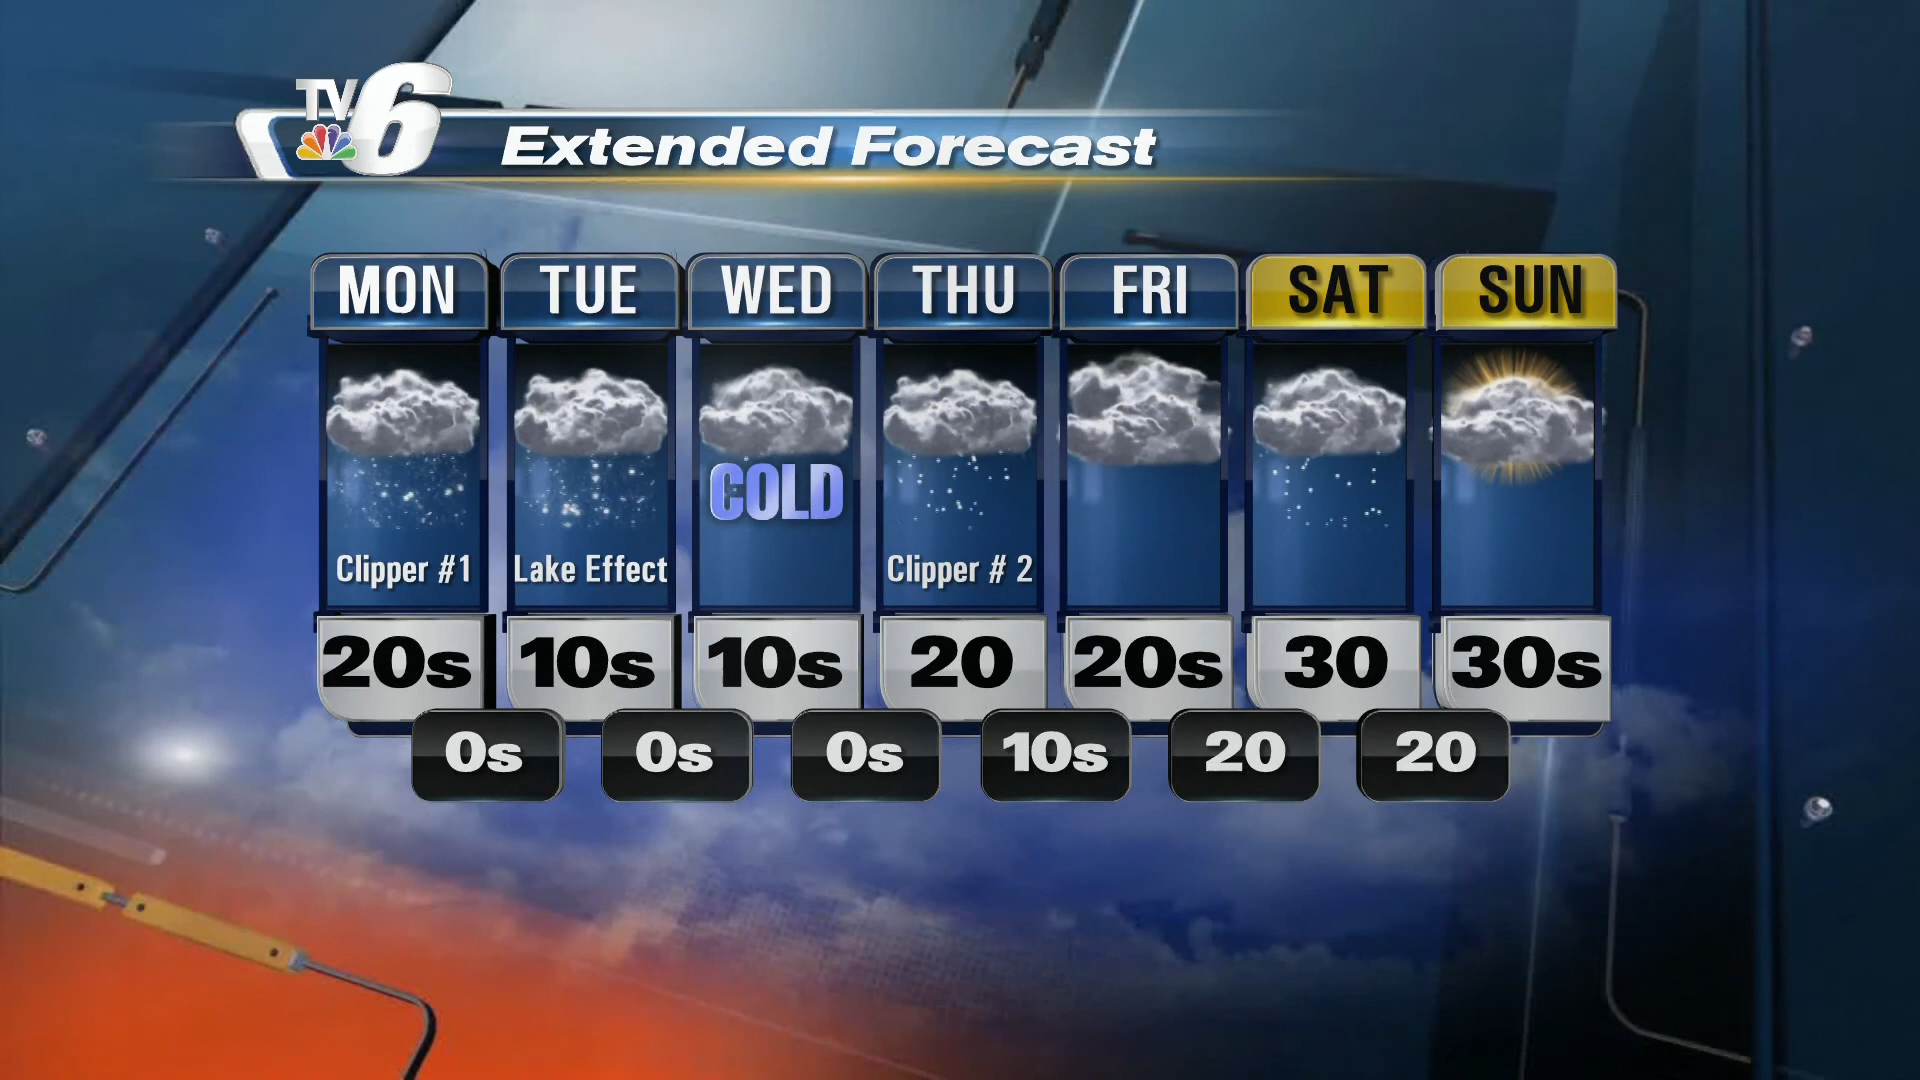 TV6
Extended Forecast
MON TUE WED THU FRI SAT SUN
COLD
Clipper #1 Lake Effect Clipper # 2
20s 10s 10s 20 20s 30 30s
0s 0s 0s 10s 20 20